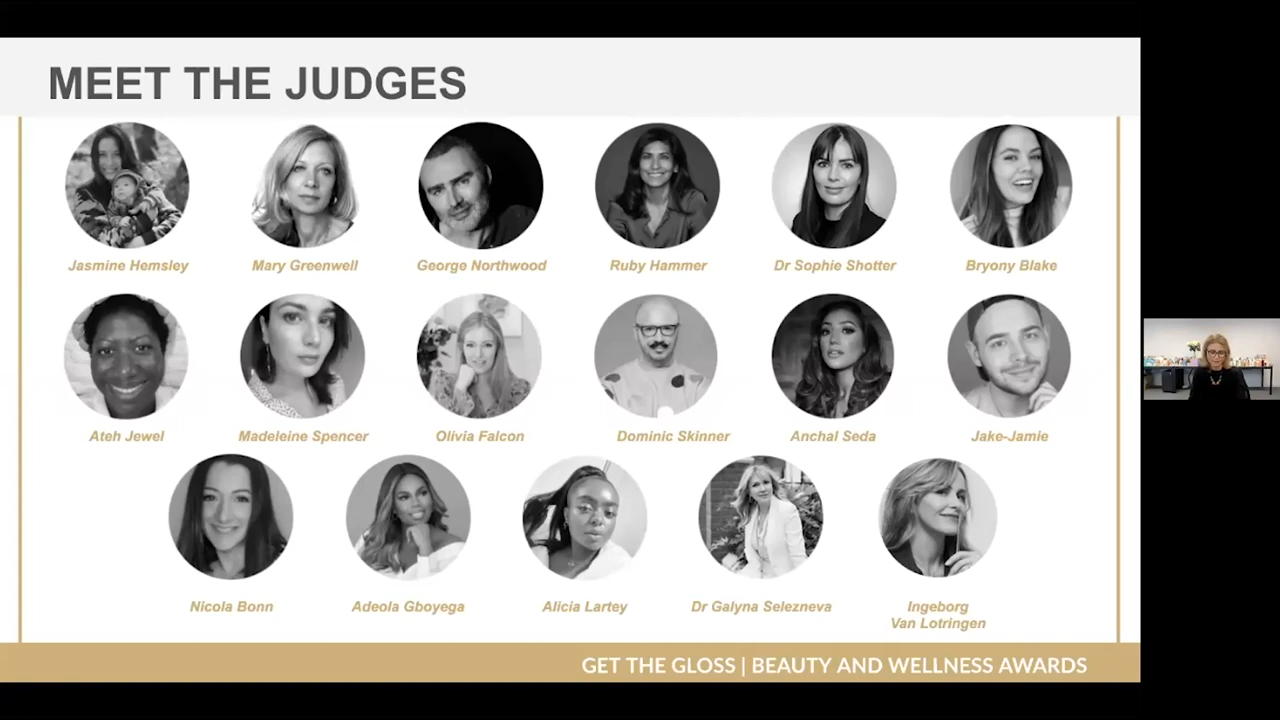 MEET THE JUDGES
Jasmine Hemsley
Mary Greenwell
George Northwood
Ruby Hammer
Dr Sophie Shotter
Bryony Blake
Ateh Jewel
Madeleine Spencer
Olivia Falcon
Dominic Skinner
Anchal Seda
Jake-Jamie
Nicola Bonn
Adeola Gboyega
Alicia Lartey
Dr Galyna Selezneva
Ingeborg
Van Lotringen
GET THE GLOSS | BEAUTY AND WELLNESS AWARDS